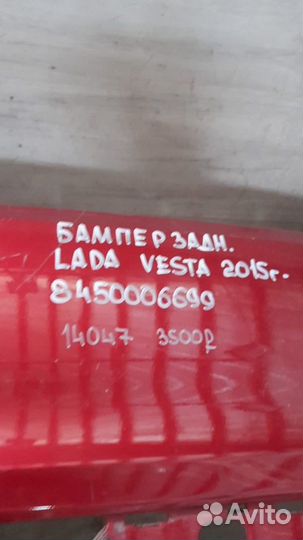 БАМПЕР ЗАДН.
LADA VESTA 2015г.
8450006699
14047 3500₽
Avito